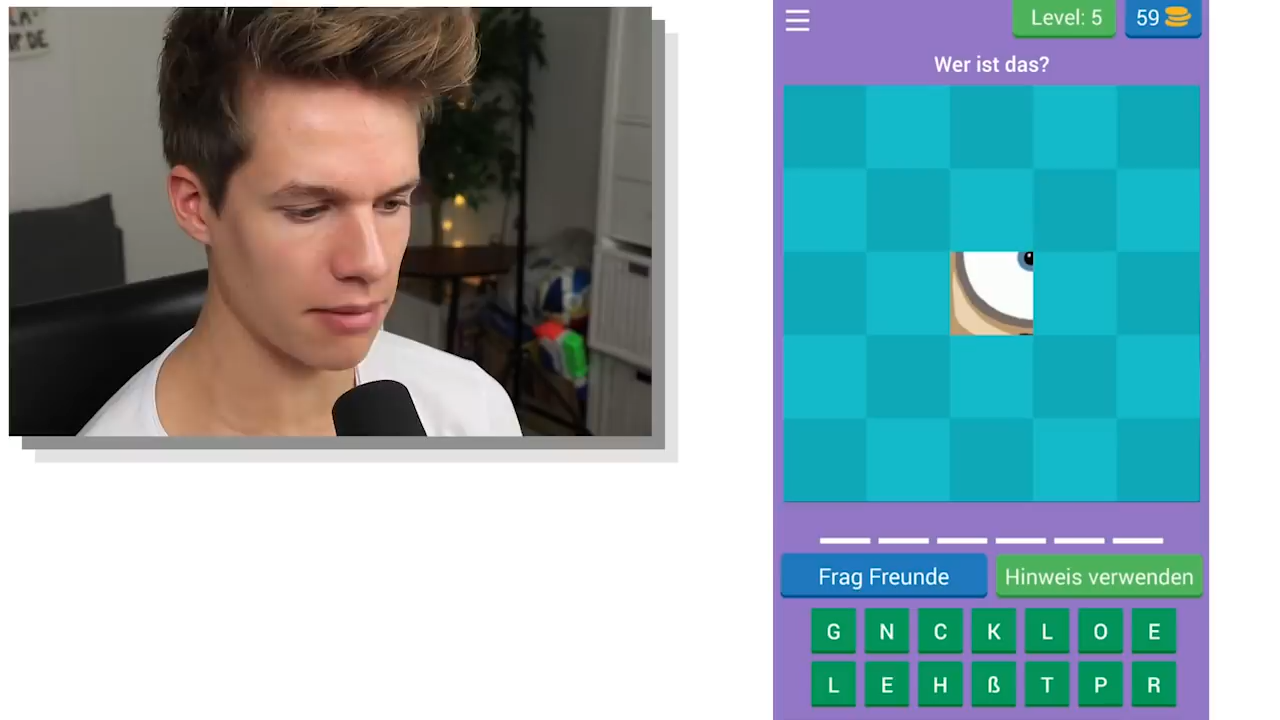 Level: 5
59
Wer ist das?
Frag Freunde
Hinweis verwenden
G N C K L O E
L E H ß T P R